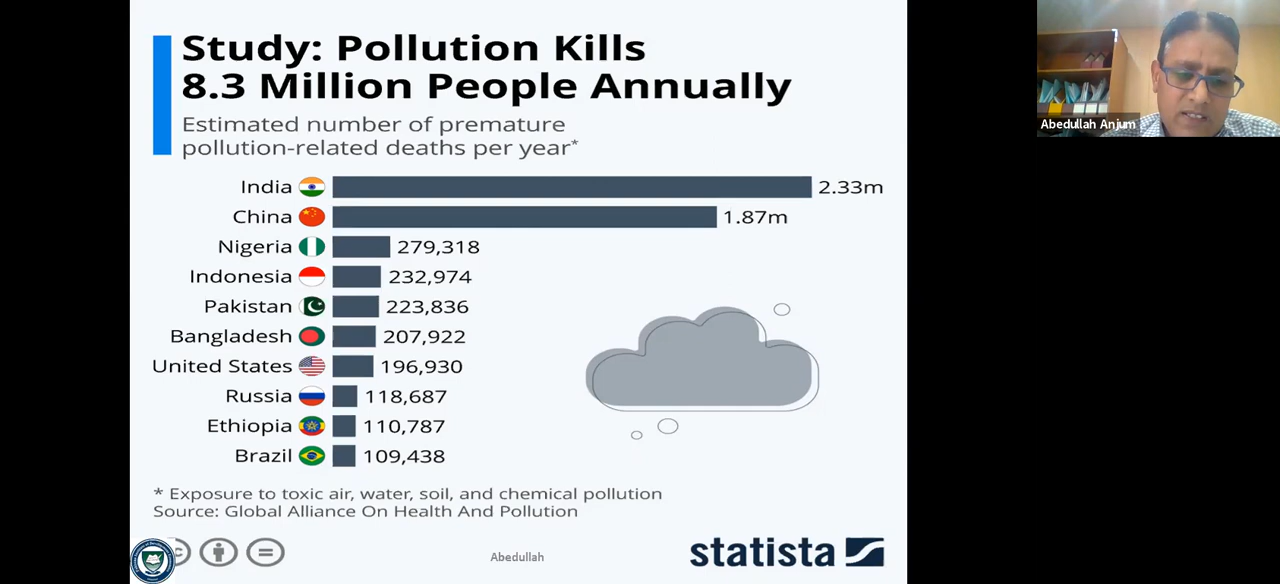 Study: Pollution Kills
8.3 Million People Annually
Estimated number of premature
pollution-related deaths per year*
India 2.33m
China 1.87m
Nigeria 279,318
Indonesia 232,974
Pakistan 223,836
Bangladesh 207,922
United States 196,930
Russia 118,687
Ethiopia 110,787
Brazil 109,438
* Exposure to toxic air, water, soil, and chemical pollution
Source: Global Alliance On Health And Pollution
Abedullah
statista
Abedullah Anjum